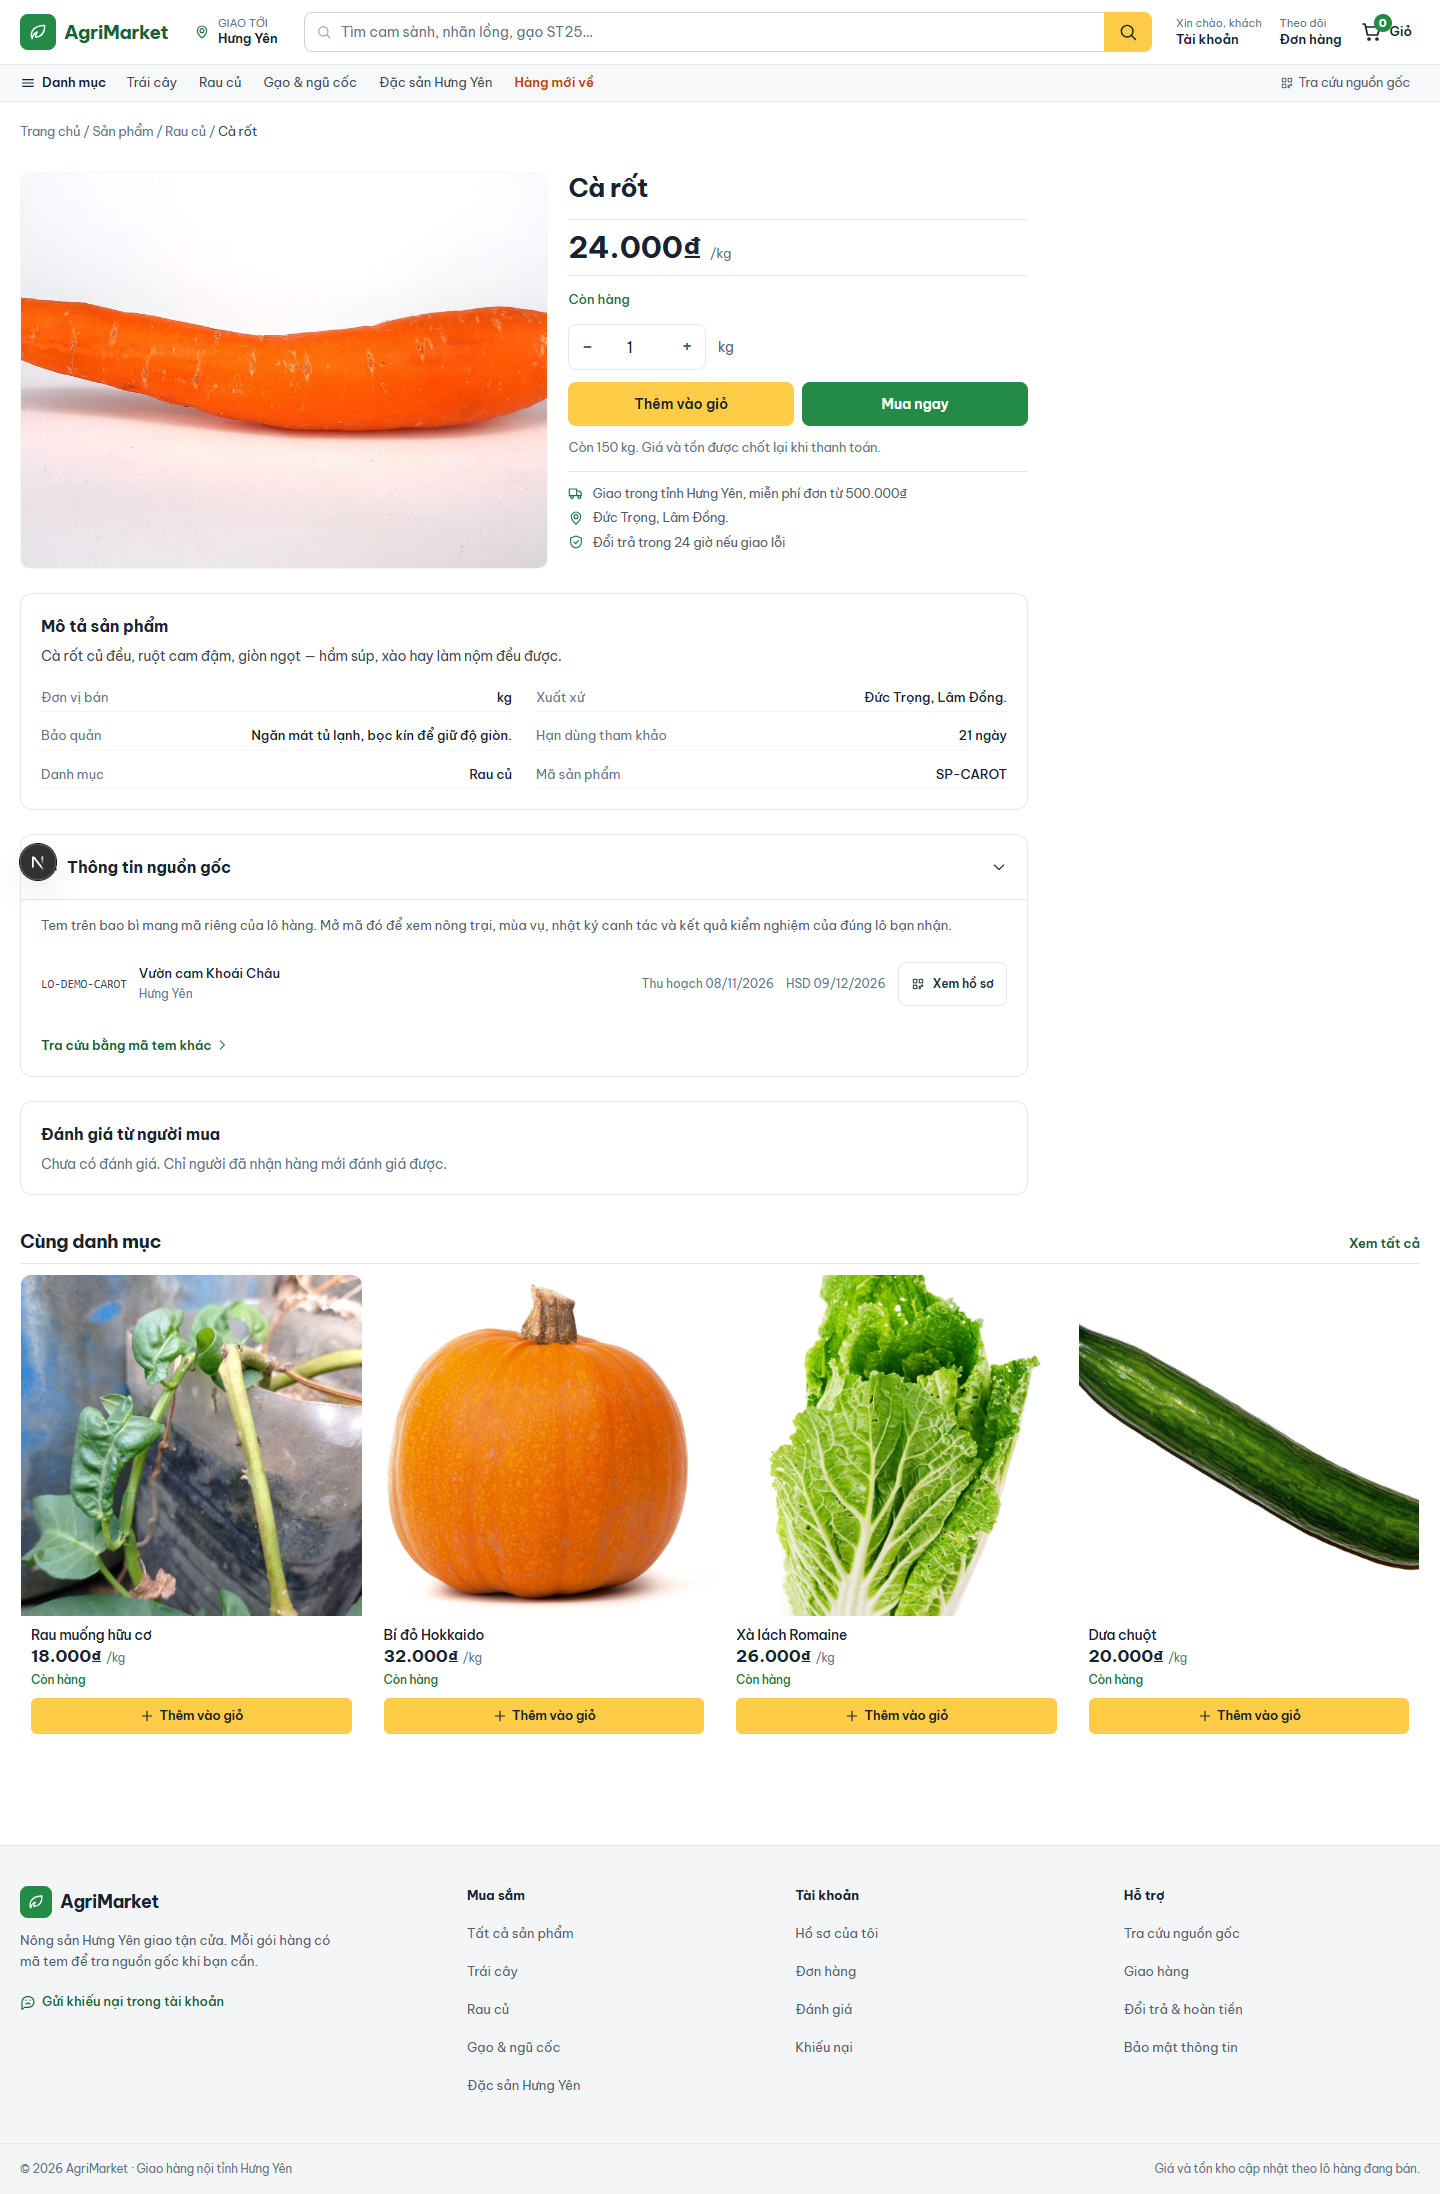 AgriMarket
GIAO TỚI
Hưng Yên
Tìm cam sành, nhãn lồng, gạo ST25...
Xin chào, khách
Tài khoản
Theo dõi
Đơn hàng
0
Giỏ
Danh mục
Trái cây
Rau củ
Gạo & ngũ cốc
Đặc sản Hưng Yên
Hàng mới về
Tra cứu nguồn gốc
Trang chủ / Sản phẩm / Rau củ / Cà rốt
Cà rốt
24.000₫ /kg
Còn hàng
− 1 + kg
Thêm vào giỏ
Mua ngay
Còn 150 kg. Giá và tồn được chốt lại khi thanh toán.
Giao trong tỉnh Hưng Yên, miễn phí đơn từ 500.000₫
Đức Trọng, Lâm Đồng.
Đổi trả trong 24 giờ nếu giao lỗi
Mô tả sản phẩm
Cà rốt củ đều, ruột cam đậm, giòn ngọt — hầm súp, xào hay làm nộm đều được.
Đơn vị bán kg
Xuất xứ Đức Trọng, Lâm Đồng.
Bảo quản Ngăn mát tủ lạnh, bọc kín để giữ độ giòn.
Hạn dùng tham khảo 21 ngày
Danh mục Rau củ
Mã sản phẩm SP-CAROT
N
Thông tin nguồn gốc
Tem trên bao bì mang mã riêng của lô hàng. Mở mã đó để xem nông trại, mùa vụ, nhật ký canh tác và kết quả kiểm nghiệm của đúng lô bạn nhận.
LO-DEMO-CAROT
Vườn cam Khoái Châu
Hưng Yên
Thu hoạch 08/11/2026
HSD 09/12/2026
Xem hồ sơ
Tra cứu bằng mã tem khác
Đánh giá từ người mua
Chưa có đánh giá. Chỉ người đã nhận hàng mới đánh giá được.
Cùng danh mục
Xem tất cả
Rau muống hữu cơ
18.000₫ /kg
Còn hàng
Thêm vào giỏ
Bí đỏ Hokkaido
32.000₫ /kg
Còn hàng
Thêm vào giỏ
Xà lách Romaine
26.000₫ /kg
Còn hàng
Thêm vào giỏ
Dưa chuột
20.000₫ /kg
Còn hàng
Thêm vào giỏ
AgriMarket
Nông sản Hưng Yên giao tận cửa. Mỗi gói hàng có
mã tem để tra nguồn gốc khi bạn cần.
Gửi khiếu nại trong tài khoản
Mua sắm
Tất cả sản phẩm
Trái cây
Rau củ
Gạo & ngũ cốc
Đặc sản Hưng Yên
Tài khoản
Hồ sơ của tôi
Đơn hàng
Đánh giá
Khiếu nại
Hỗ trợ
Tra cứu nguồn gốc
Giao hàng
Đổi trả & hoàn tiền
Bảo mật thông tin
© 2026 AgriMarket · Giao hàng nội tỉnh Hưng Yên
Giá và tồn kho cập nhật theo lô hàng đang bán.